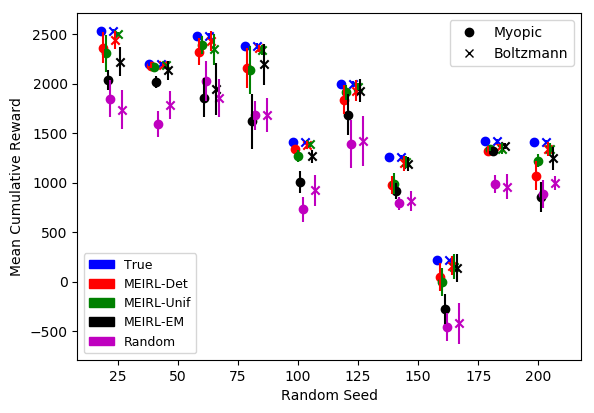 Mean Cumulative Reward
2500
2000
1500
1000
500
0
−500
Myopic
Boltzmann
True
MEIRL-Det
MEIRL-Unif
MEIRL-EM
Random
25 50 75 100 125 150 175 200
Random Seed